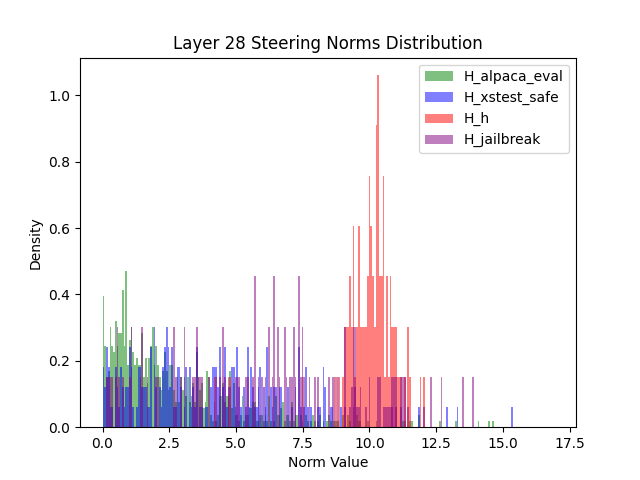 Layer 28 Steering Norms Distribution
H_alpaca_eval
H_xstest_safe
H_h
H_jailbreak
Density
1.0
0.8
0.6
0.4
0.2
0.0
0.0 2.5 5.0 7.5 10.0 12.5 15.0 17.5
Norm Value